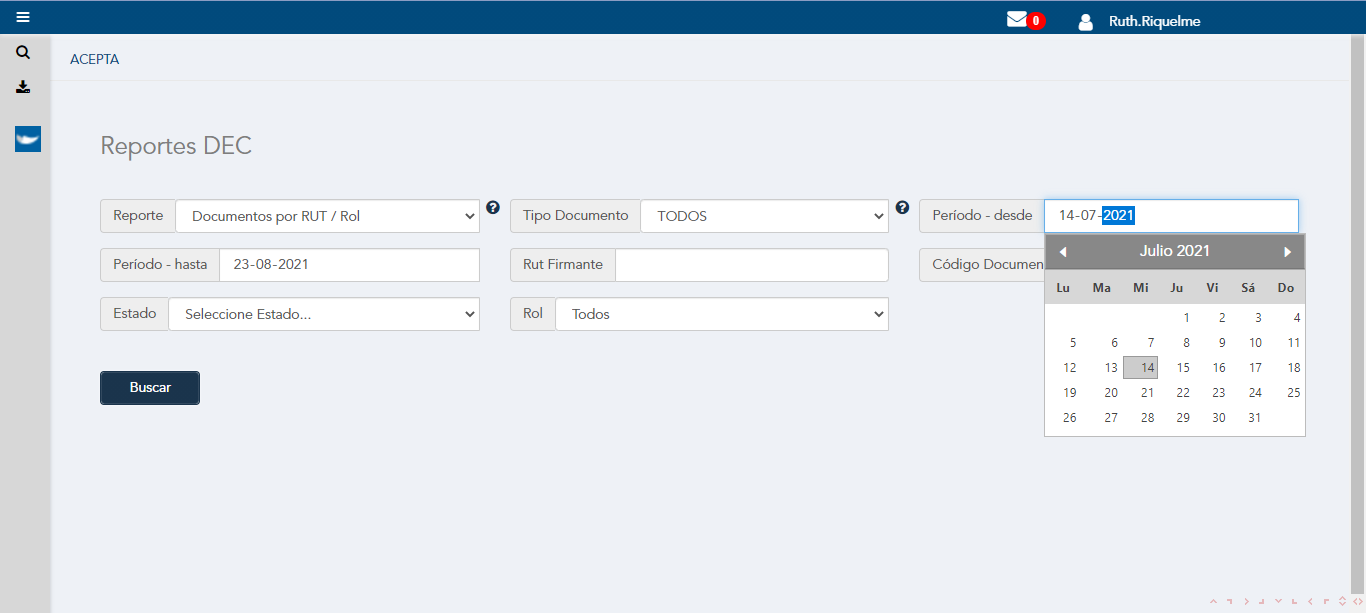 0 Ruth.Riquelme
ACEPTA
Reportes DEC
Reporte Documentos por RUT / Rol Tipo Documento TODOS Período - desde 14-07-2021
Período - hasta 23-08-2021 Rut Firmante Código Documen
Estado Seleccione Estado... Rol Todos
Buscar
Julio 2021
Lu Ma Mi Ju Vi Sá Do
1 2 3 4
5 6 7 8 9 10 11
12 13 14 15 16 17 18
19 20 21 22 23 24 25
26 27 28 29 30 31